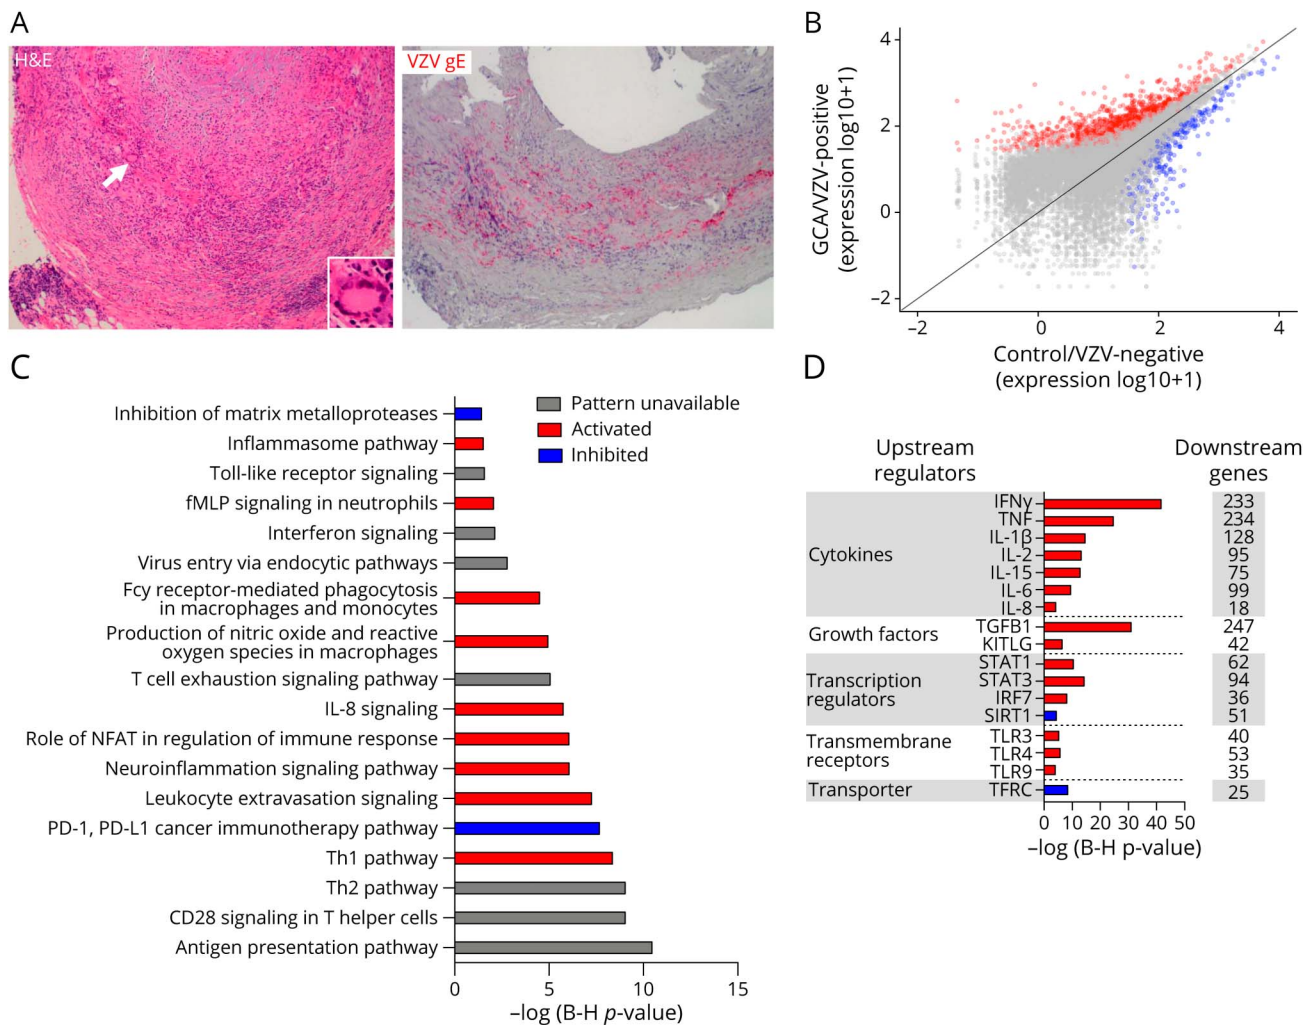 A
H&E
VZV gE
B
GCA/VZV-positive
(expression log10+1)
4
2
0
−2
−2
0
2
4
Control/VZV-negative
(expression log10+1)
C
Pattern unavailable
Activated
Inhibited
Inhibition of matrix metalloproteases
Inflammasome pathway
Toll-like receptor signaling
fMLP signaling in neutrophils
Interferon signaling
Virus entry via endocytic pathways
Fcy receptor-mediated phagocytosis
in macrophages and monocytes
Production of nitric oxide and reactive
oxygen species in macrophages
T cell exhaustion signaling pathway
IL-8 signaling
Role of NFAT in regulation of immune response
Neuroinflammation signaling pathway
Leukocyte extravasation signaling
PD-1, PD-L1 cancer immunotherapy pathway
Th1 pathway
Th2 pathway
CD28 signaling in T helper cells
Antigen presentation pathway
0
5
10
15
−log (B-H p-value)
D
Upstream
regulators
Downstream
genes
Cytokines
IFNγ 233
TNF 234
IL-1β 128
IL-2 95
IL-15 75
IL-6 99
IL-8 18
Growth factors
TGFB1 247
KITLG 42
Transcription
regulators
STAT1 62
STAT3 94
IRF7 36
SIRT1 51
Transmembrane
receptors
TLR3 40
TLR4 53
TLR9 35
Transporter
TFRC 25
0 10 20 30 40 50
−log (B-H p-value)